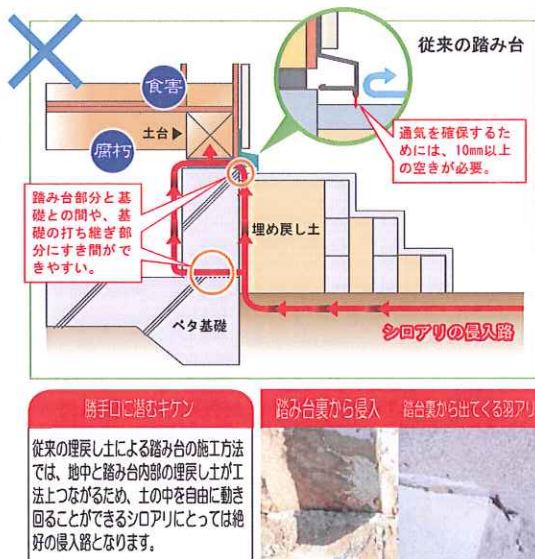 従来の踏み台
食害
土台▶
腐朽
通気を確保するた
めには、10mm以上
の空きが必要。
踏み台部分と基
礎との間や、基
礎の打ち継ぎ部
分にすき間がで
きやすい。
埋め戻し土
ベタ基礎
シロアリの侵入路
勝手口に潜むキケン
従来の埋戻し土による踏み台の施工方法
では、地中と踏み台内部の埋戻し土が工
法上つながるため、土の中を自由に動き
回ることができるシロアリにとっては絶
好の侵入路となります。
踏み台裏から侵入
踏台裏から出てくる羽アリ